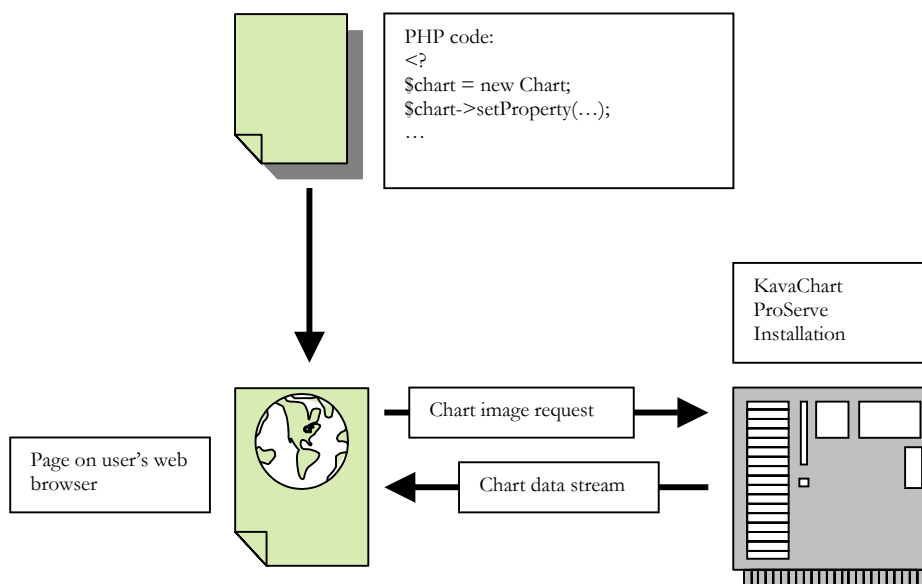 PHP code:
<?
$chart = new Chart;
$chart->setProperty(…);
…
KavaChart
ProServe
Installation
Chart image request
Page on user’s web
browser
Chart data stream